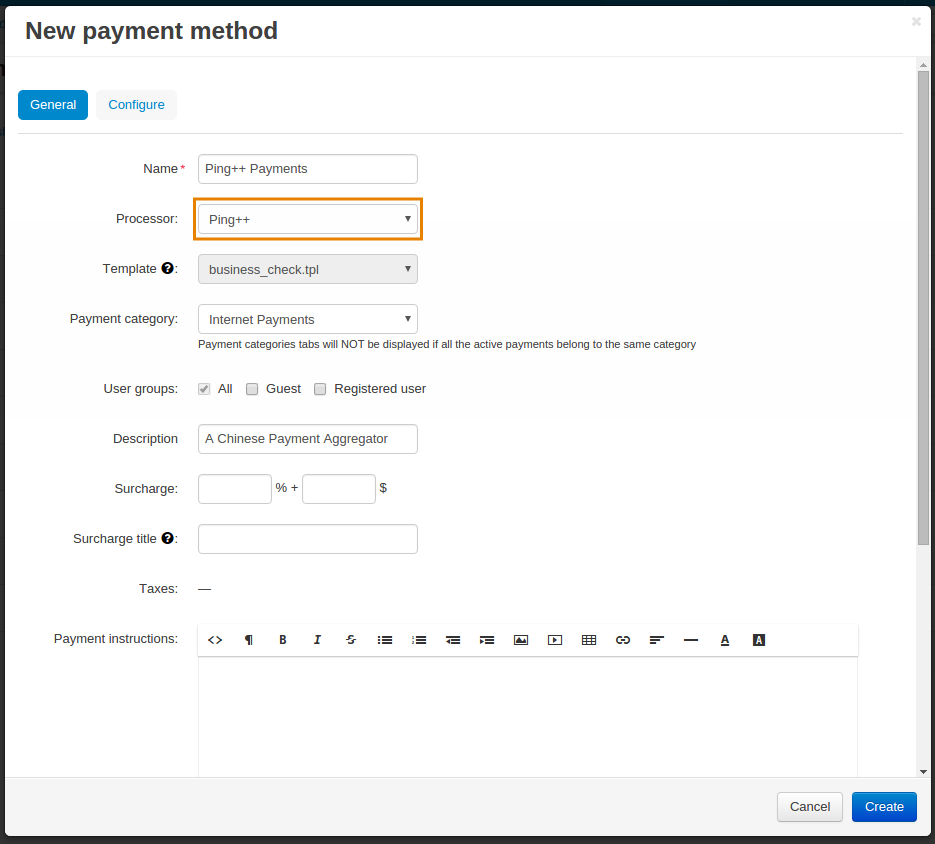 New payment method
General Configure
Name*
Ping++ Payments
Processor:
Ping++
Template ?:
business_check.tpl
Payment category:
Internet Payments
Payment categories tabs will NOT be displayed if all the active payments belong to the same category
User groups:
All Guest Registered user
Description
A Chinese Payment Aggregator
Surcharge:
% + $
Surcharge title ?:
Taxes: —
Payment instructions:
<> ¶ B I S A A
Cancel Create